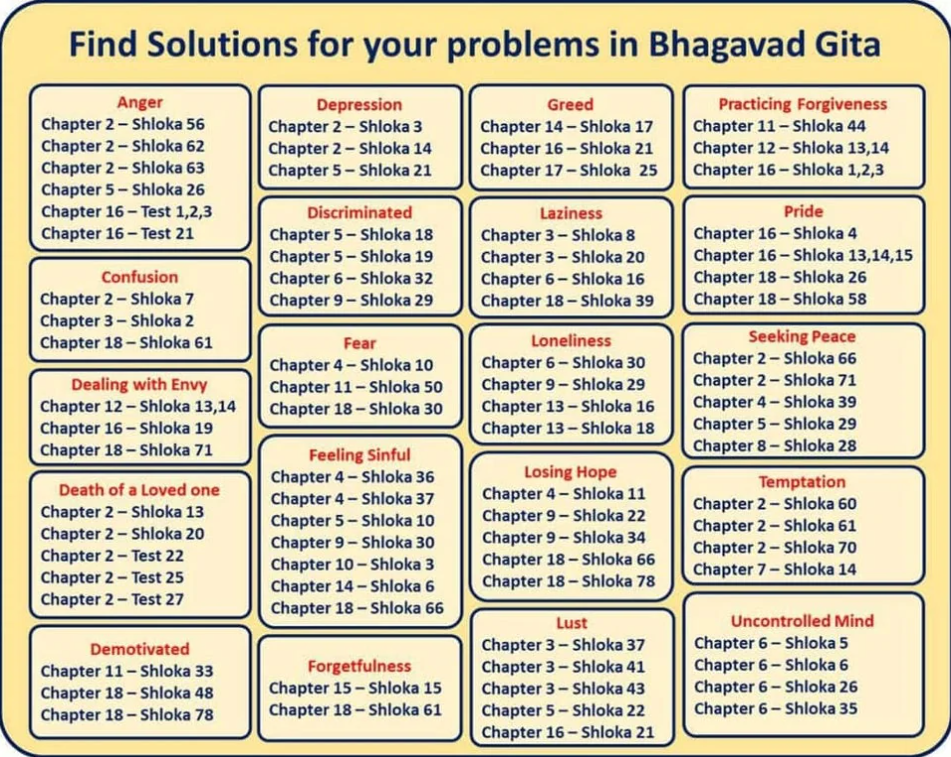 Find Solutions for your problems in Bhagavad Gita
Anger
Chapter 2 – Shloka 56
Chapter 2 – Shloka 62
Chapter 2 – Shloka 63
Chapter 5 – Shloka 26
Chapter 16 – Test 1,2,3
Chapter 16 – Test 21
Confusion
Chapter 2 – Shloka 7
Chapter 3 – Shloka 2
Chapter 18 – Shloka 61
Dealing with Envy
Chapter 12 – Shloka 13,14
Chapter 16 – Shloka 19
Chapter 18 – Shloka 71
Death of a Loved one
Chapter 2 – Shloka 13
Chapter 2 – Shloka 20
Chapter 2 – Test 22
Chapter 2 – Test 25
Chapter 2 – Test 27
Demotivated
Chapter 11 – Shloka 33
Chapter 18 – Shloka 48
Chapter 18 – Shloka 78
Depression
Chapter 2 – Shloka 3
Chapter 2 – Shloka 14
Chapter 5 – Shloka 21
Discriminated
Chapter 5 – Shloka 18
Chapter 5 – Shloka 19
Chapter 6 – Shloka 32
Chapter 9 – Shloka 29
Fear
Chapter 4 – Shloka 10
Chapter 11 – Shloka 50
Chapter 18 – Shloka 30
Feeling Sinful
Chapter 4 – Shloka 36
Chapter 4 – Shloka 37
Chapter 5 – Shloka 10
Chapter 9 – Shloka 30
Chapter 10 – Shloka 3
Chapter 14 – Shloka 6
Chapter 18 – Shloka 66
Forgetfulness
Chapter 15 – Shloka 15
Chapter 18 – Shloka 61
Greed
Chapter 14 – Shloka 17
Chapter 16 – Shloka 21
Chapter 17 – Shloka 25
Laziness
Chapter 3 – Shloka 8
Chapter 3 – Shloka 20
Chapter 6 – Shloka 16
Chapter 18 – Shloka 39
Loneliness
Chapter 6 – Shloka 30
Chapter 9 – Shloka 29
Chapter 13 – Shloka 16
Chapter 13 – Shloka 18
Losing Hope
Chapter 4 – Shloka 11
Chapter 9 – Shloka 22
Chapter 9 – Shloka 34
Chapter 18 – Shloka 66
Chapter 18 – Shloka 78
Lust
Chapter 3 – Shloka 37
Chapter 3 – Shloka 41
Chapter 3 – Shloka 43
Chapter 5 – Shloka 22
Chapter 16 – Shloka 21
Practicing Forgiveness
Chapter 11 – Shloka 44
Chapter 12 – Shloka 13,14
Chapter 16 – Shloka 1,2,3
Pride
Chapter 16 – Shloka 4
Chapter 16 – Shloka 13,14,15
Chapter 18 – Shloka 26
Chapter 18 – Shloka 58
Seeking Peace
Chapter 2 – Shloka 66
Chapter 2 – Shloka 71
Chapter 4 – Shloka 39
Chapter 5 – Shloka 29
Chapter 8 – Shloka 28
Temptation
Chapter 2 – Shloka 60
Chapter 2 – Shloka 61
Chapter 2 – Shloka 70
Chapter 7 – Shloka 14
Uncontrolled Mind
Chapter 6 – Shloka 5
Chapter 6 – Shloka 6
Chapter 6 – Shloka 26
Chapter 6 – Shloka 35